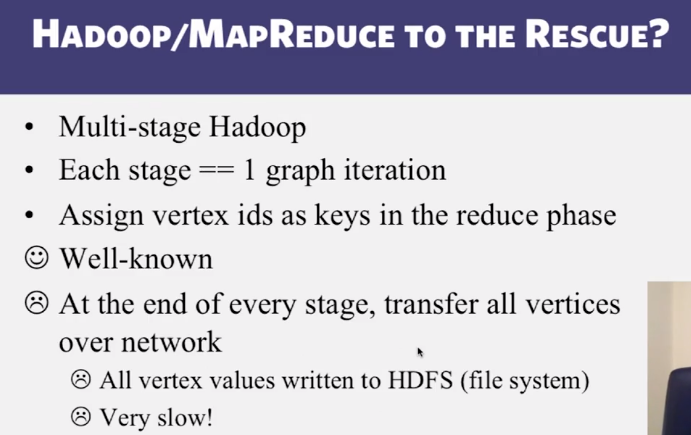 HADOOP/MAPREDUCE TO THE RESCUE?
• Multi-stage Hadoop
• Each stage == 1 graph iteration
• Assign vertex ids as keys in the reduce phase
☺ Well-known
☹ At the end of every stage, transfer all vertices
over network
☹ All vertex values written to HDFS (file system)
☹ Very slow!